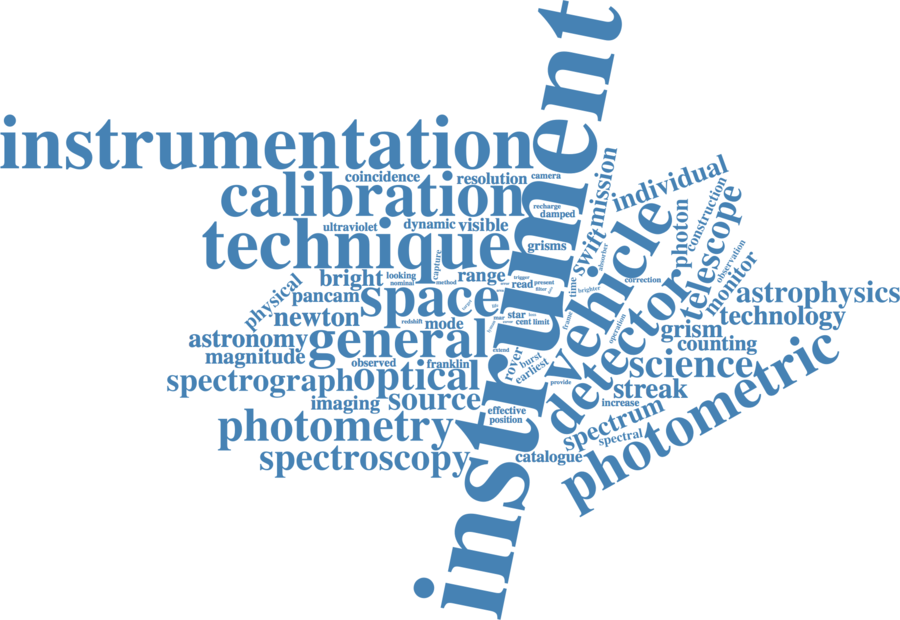 instrument
instrumentation
coincidence
resolution
camera
calibration
individual
mission
recharge
damped
ultraviolet
dynamic
visible
technique
grisms
swift
photon
construction
telescope
vehicle
capture
observation
monitor
physical
bright
looking
nominal
method
range
trigger
read
present
time
brighter
correction
pancam
space
astrophysics
newton
redshift
mode
star
cent
limit
frame
operation
detector
grism
technology
astronomy
general
extend
counting
magnitude
observed
franklin
rover
burst
earliest
science
spectrograph
optical
provide
streak
imaging
source
effective
position
increase
spectrum
spectral
photometric
photometry
spectroscopy
catalogue